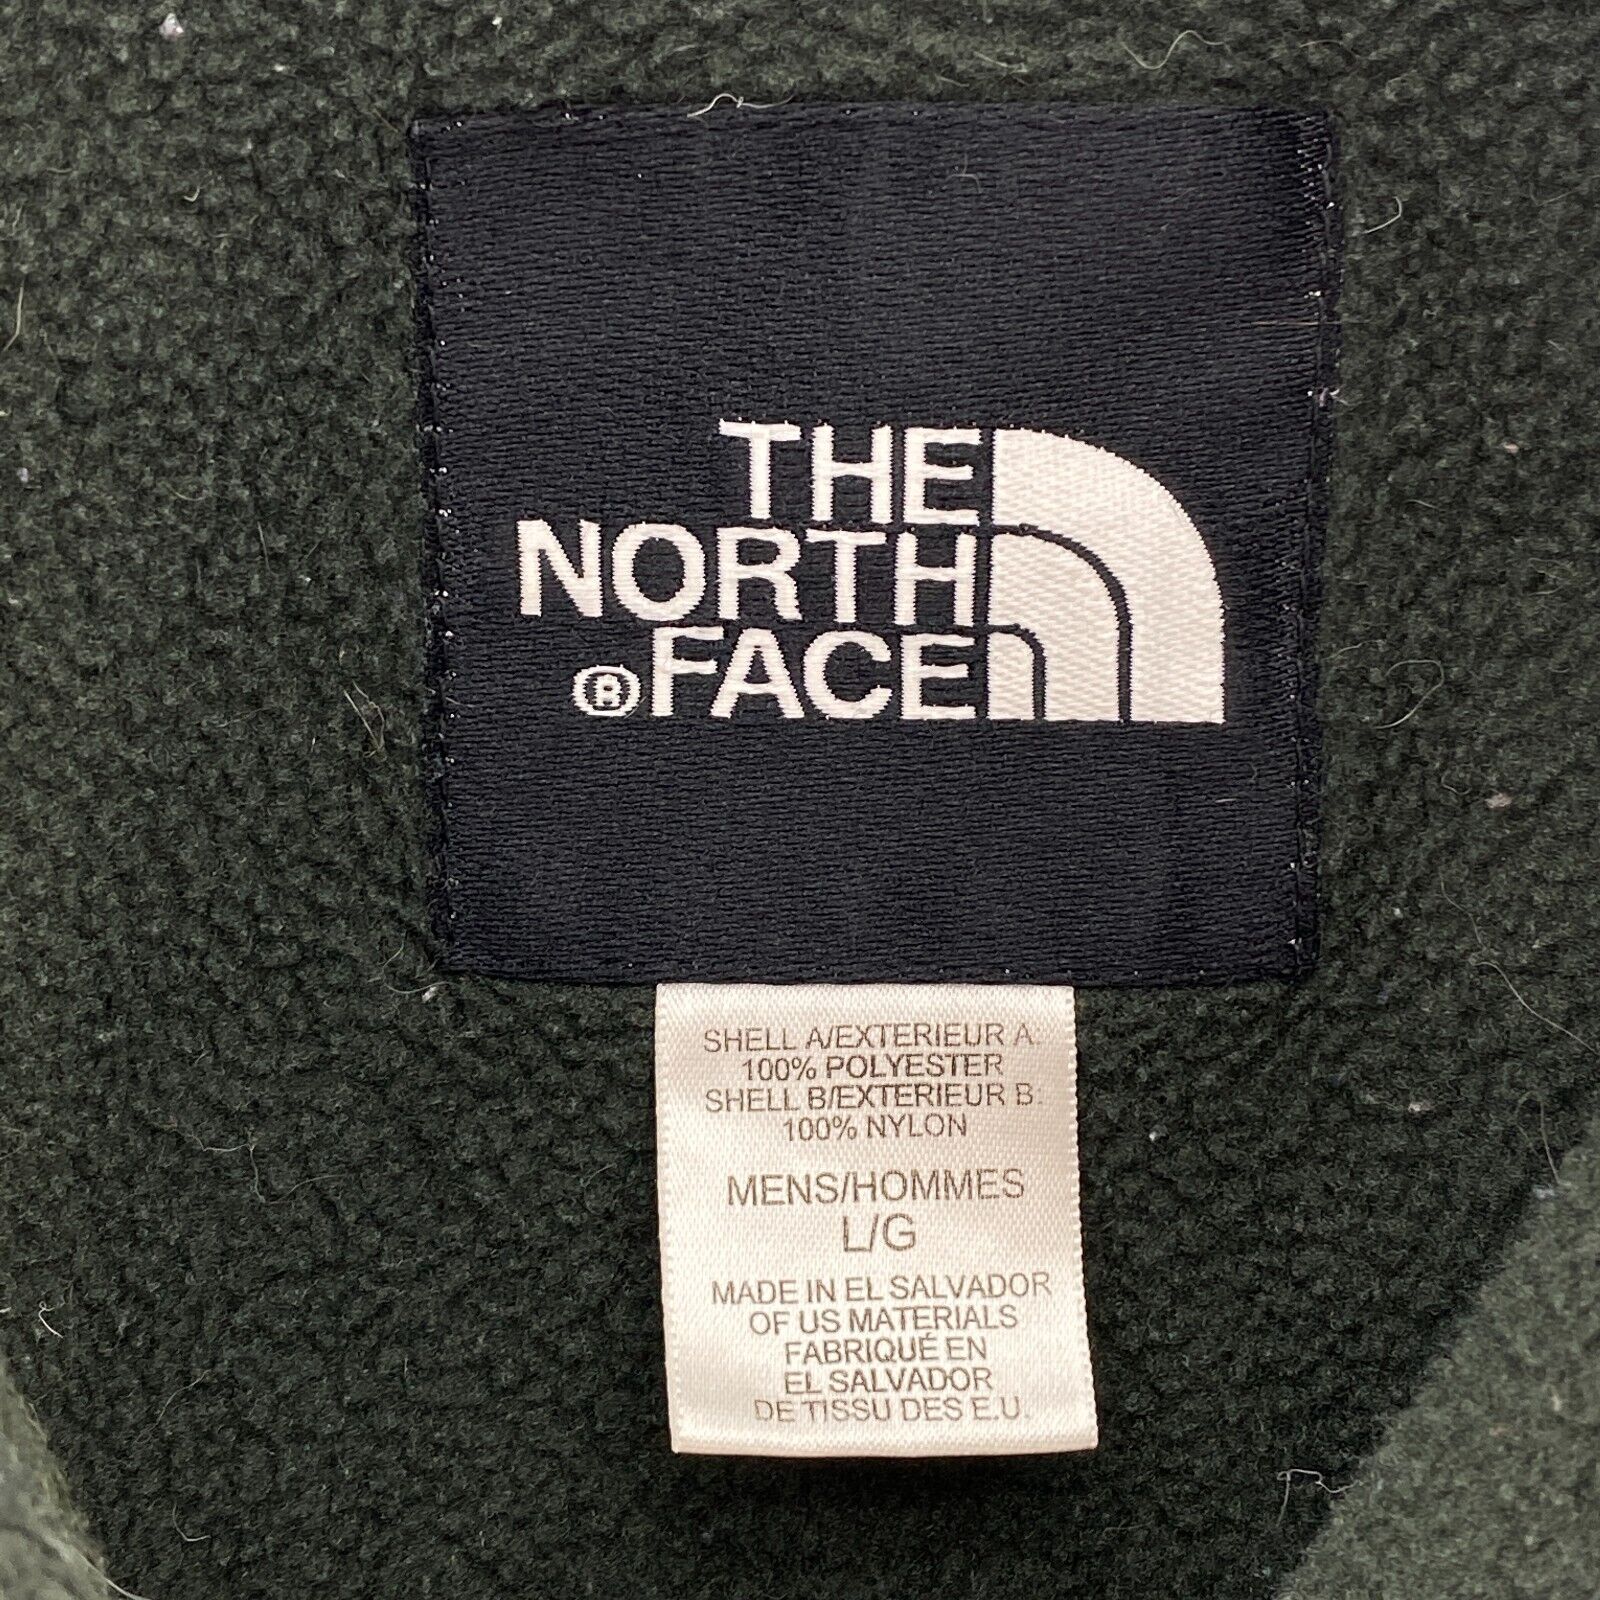 THE
NORTH
®FACE
SHELL A/EXTERIEUR A:
100% POLYESTER
SHELL B/EXTERIEUR B:
100% NYLON
MENS/HOMMES
L/G
MADE IN EL SALVADOR
OF US MATERIALS
FABRIQUÉ EN
EL SALVADOR
DE TISSU DES E.U.